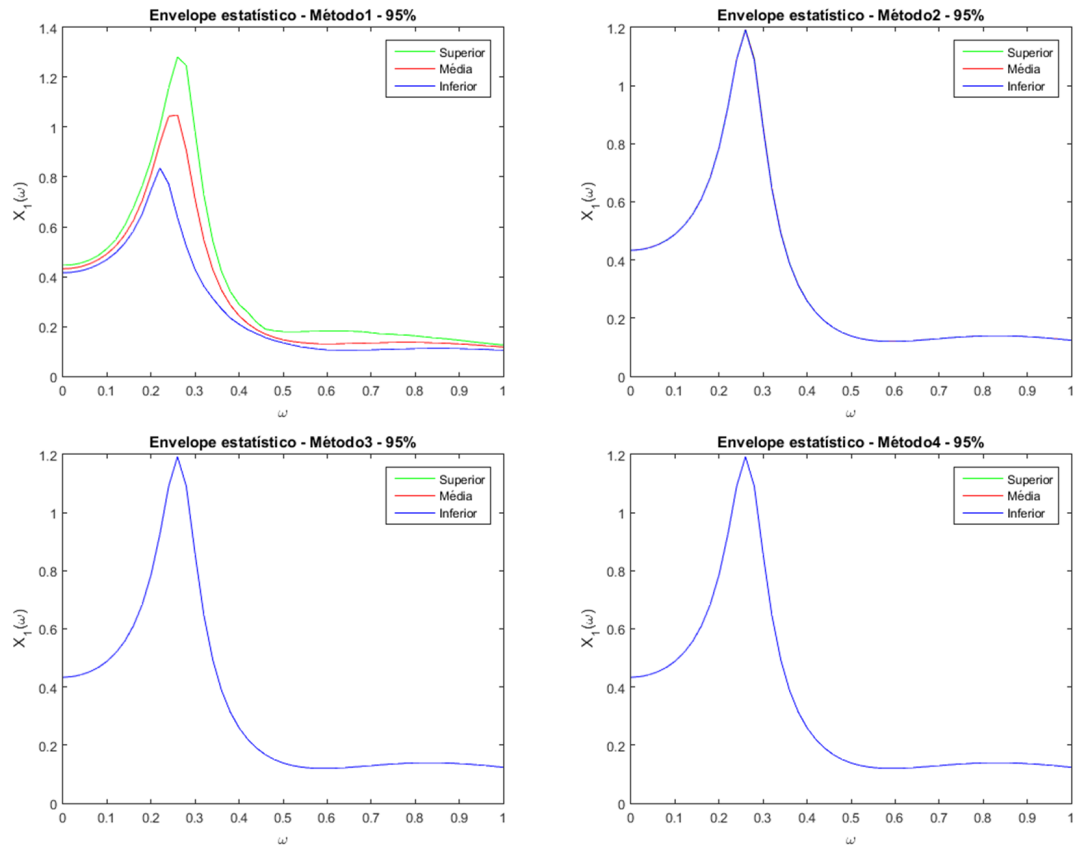 Envelope estatístico - Método1 - 95%
1.4
1.2
1
0.8
0.6
0.4
0.2
0
X1(ω)
0 0.1 0.2 0.3 0.4 0.5 0.6 0.7 0.8 0.9 1
ω
Superior
Média
Inferior
Envelope estatístico - Método2 - 95%
1.2
1
0.8
0.6
0.4
0.2
0
X1(ω)
0 0.1 0.2 0.3 0.4 0.5 0.6 0.7 0.8 0.9 1
ω
Superior
Média
Inferior
Envelope estatístico - Método3 - 95%
1.2
1
0.8
0.6
0.4
0.2
0
X1(ω)
0 0.1 0.2 0.3 0.4 0.5 0.6 0.7 0.8 0.9 1
ω
Superior
Média
Inferior
Envelope estatístico - Método4 - 95%
1.2
1
0.8
0.6
0.4
0.2
0
X1(ω)
0 0.1 0.2 0.3 0.4 0.5 0.6 0.7 0.8 0.9 1
ω
Superior
Média
Inferior